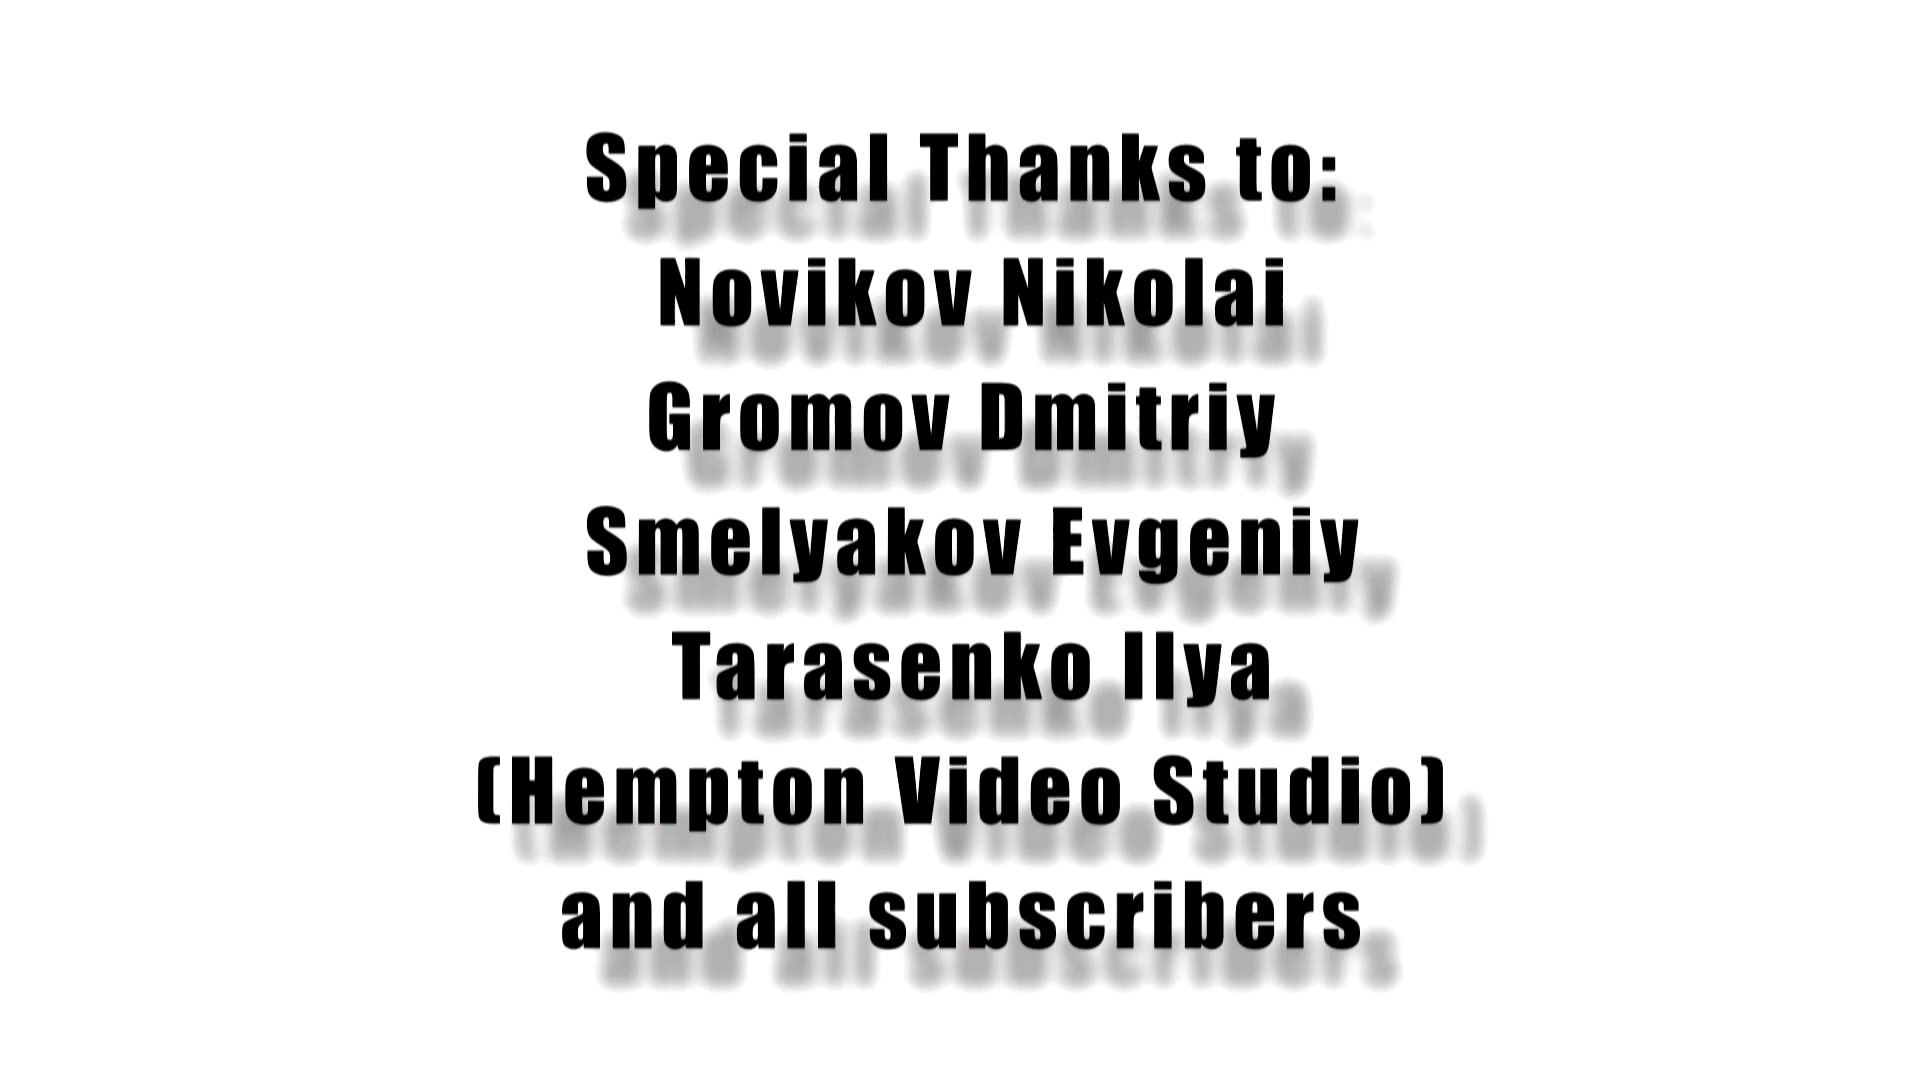 Special Thanks to:
Novikov Nikolai
Gromov Dmitriy
Smelyakov Evgeniy
Tarasenko Ilya
(Hempton Video Studio)
and all subscribers